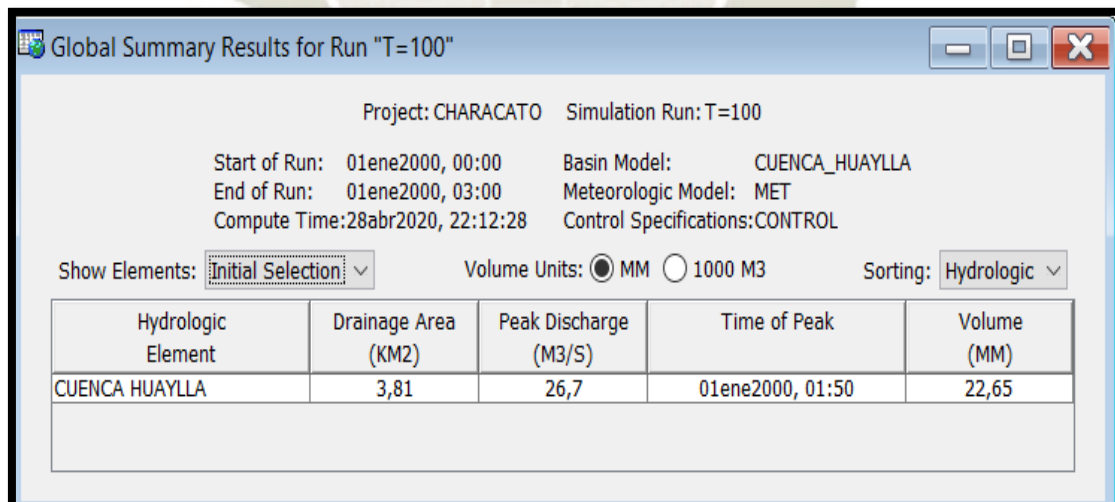 Global Summary Results for Run "T=100"
Project: CHARACATO Simulation Run: T=100
Start of Run: 01ene2000, 00:00 Basin Model: CUENCA_HUAYLLA
End of Run: 01ene2000, 03:00 Meteorologic Model: MET
Compute Time:28abr2020, 22:12:28 Control Specifications:CONTROL
Show Elements: Initial Selection Volume Units: MM 1000 M3 Sorting: Hydrologic
Hydrologic Drainage Area Peak Discharge Time of Peak Volume
Element (KM2) (M3/S) (MM)
CUENCA HUAYLLA 3,81 26,7 01ene2000, 01:50 22,65